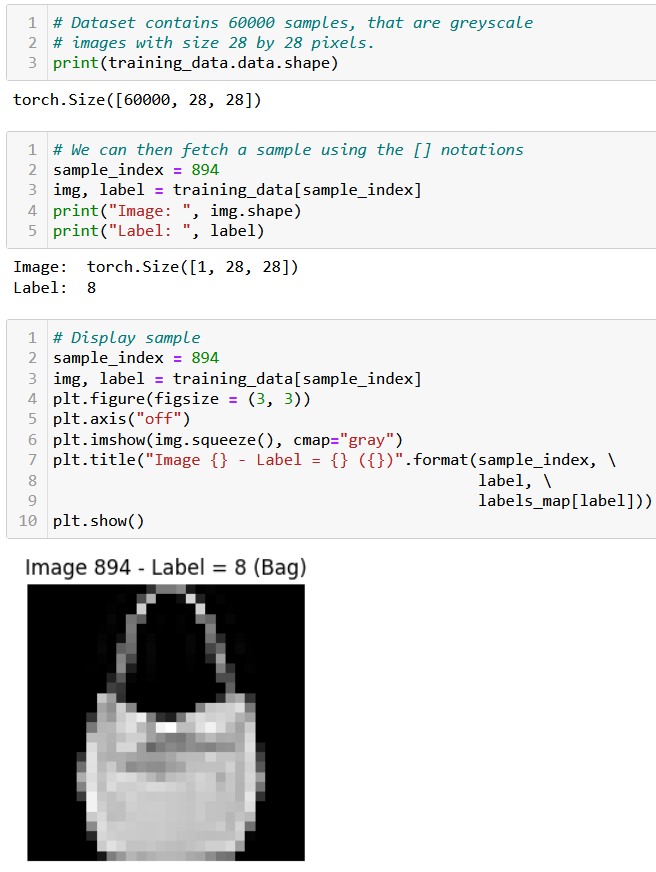 1 # Dataset contains 60000 samples, that are greyscale
2 # images with size 28 by 28 pixels.
3 print(training_data.data.shape)
torch.Size([60000, 28, 28])
1 # We can then fetch a sample using the [] notations
2 sample_index = 894
3 img, label = training_data[sample_index]
4 print("Image: ", img.shape)
5 print("Label: ", label)
Image:  torch.Size([1, 28, 28])
Label:  8
1 # Display sample
2 sample_index = 894
3 img, label = training_data[sample_index]
4 plt.figure(figsize = (3, 3))
5 plt.axis("off")
6 plt.imshow(img.squeeze(), cmap="gray")
7 plt.title("Image {} - Label = {} ({})".format(sample_index, \
8 label, \
9 labels_map[label]))
10 plt.show()
Image 894 - Label = 8 (Bag)